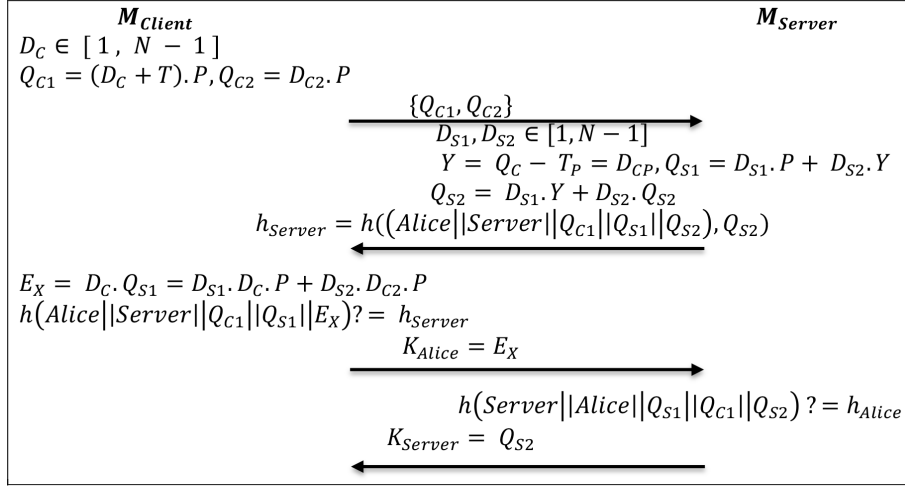 M_Client M_Server
D_C ∈ [ 1 , N − 1 ]
Q_C1 = (D_C + T). P, Q_C2 = D_C2. P
{Q_C1, Q_C2}
D_S1, D_S2 ∈ [1, N − 1]
Y = Q_C − T_P = D_CP, Q_S1 = D_S1. P + D_S2. Y
Q_S2 = D_S1. Y + D_S2. Q_S2
h_Server = h((Alice||Server||Q_C1||Q_S1||Q_S2), Q_S2)
E_X = D_C. Q_S1 = D_S1. D_C. P + D_S2. D_C2. P
h(Alice||Server||Q_C1||Q_S1||E_X)? = h_Server
K_Alice = E_X
h(Server||Alice||Q_S1||Q_C1||Q_S2) ? = h_Alice
K_Server = Q_S2